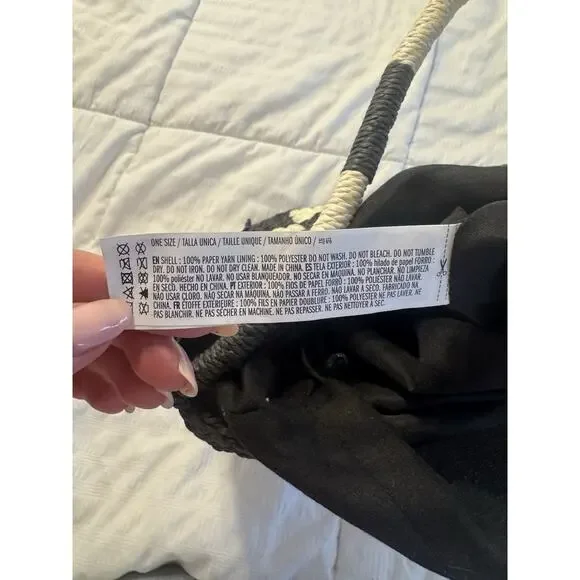 ONE SIZE / TALLA UNICA / TAILLE UNIQUE / TAMANHO ÚNICO /
EN SHELL : 100% PAPER YARN LINING : 100% POLYESTER DO NOT WASH. DO NOT BLEACH. DO NOT TUMBLE
DRY. DO NOT IRON. DO NOT DRY CLEAN. MADE IN CHINA. ES TELA EXTERIOR : 100% hilado de papel FORRO :
100% poliéster NO LAVAR. NO USAR BLANQUEADOR. NO SECAR EN MAQUINA. NO PLANCHAR. NO LIMPIEZA
EN SECO. HECHO EN CHINA. PT EXTERIOR : 100% FIOS DE PAPEL FORRO : 100% POLIÉSTER NÃO LAVAR.
NÃO USAR CLORO. NÃO SECAR NA MAQUINA. NÃO PASSAR A FERRO. NÃO LAVAR A SECO. FABRICADO NA
CHINA. FR ÉTOFFE EXTÉRIEURE : 100% FILS EN PAPIER DOUBLURE : 100% POLYESTER NE PAS LAVER. NE
PAS BLANCHIR. NE PAS SÉCHER EN MACHINE. NE PAS REPASSER. NE PAS NETTOYER À SEC.